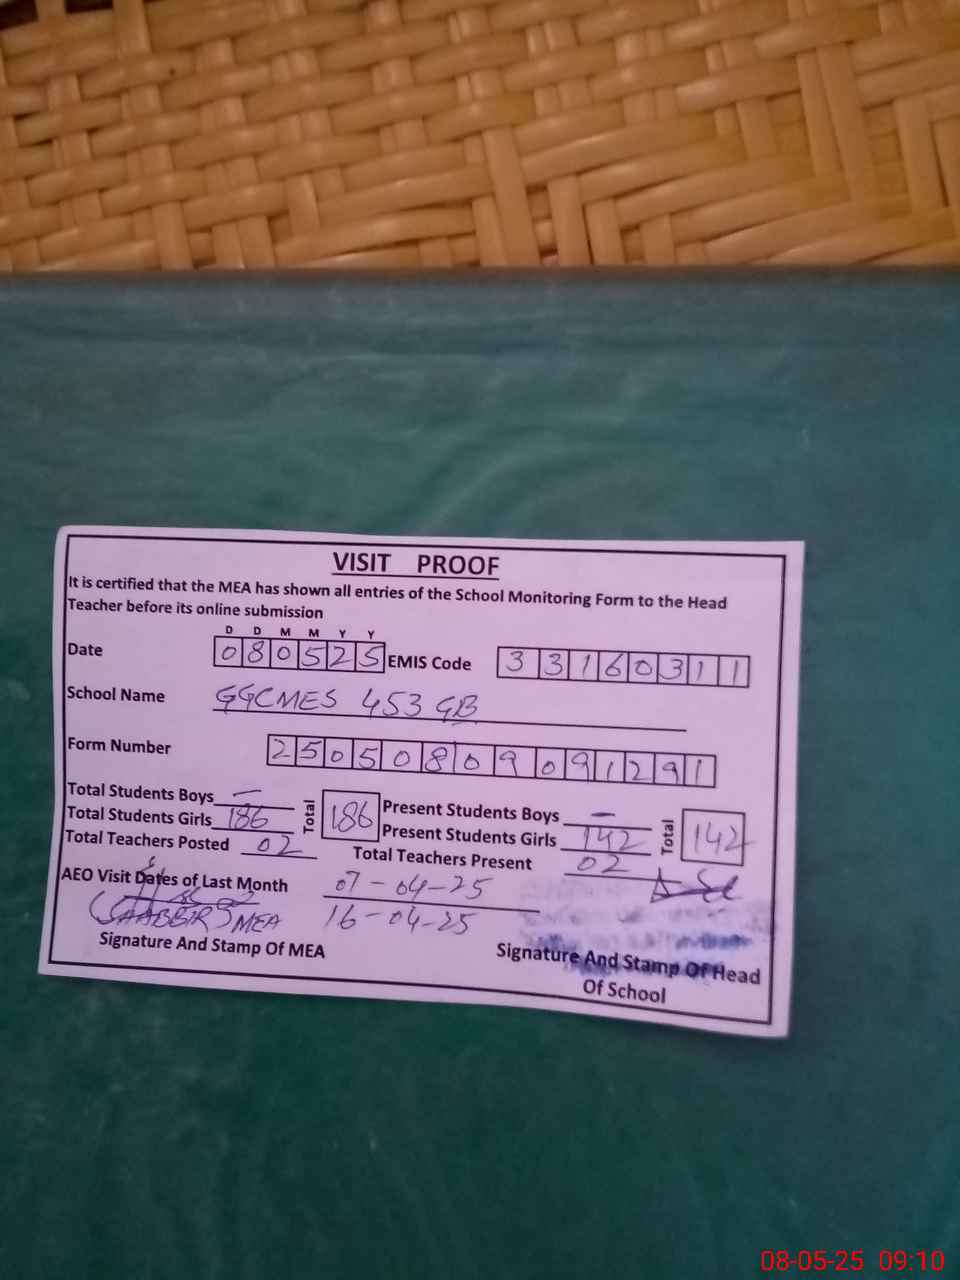 VISIT PROOF
It is certified that the MEA has shown all entries of the School Monitoring Form to the Head
Teacher before its online submission
D D M M Y Y
Date 080525 EMIS Code 33160311
School Name GGCMES 453 GB
Form Number 2505080909091291
Total Students Boys — Total 186 Present Students Boys — Total 142
Total Students Girls 186 Present Students Girls 142
Total Teachers Posted 02 Total Teachers Present 02
AEO Visit Dates of Last Month 07-04-25
(SAABBIR) MEA 16-04-25
Signature And Stamp Of MEA Signature And Stamp Of Head
Of School
08-05-25 09:10